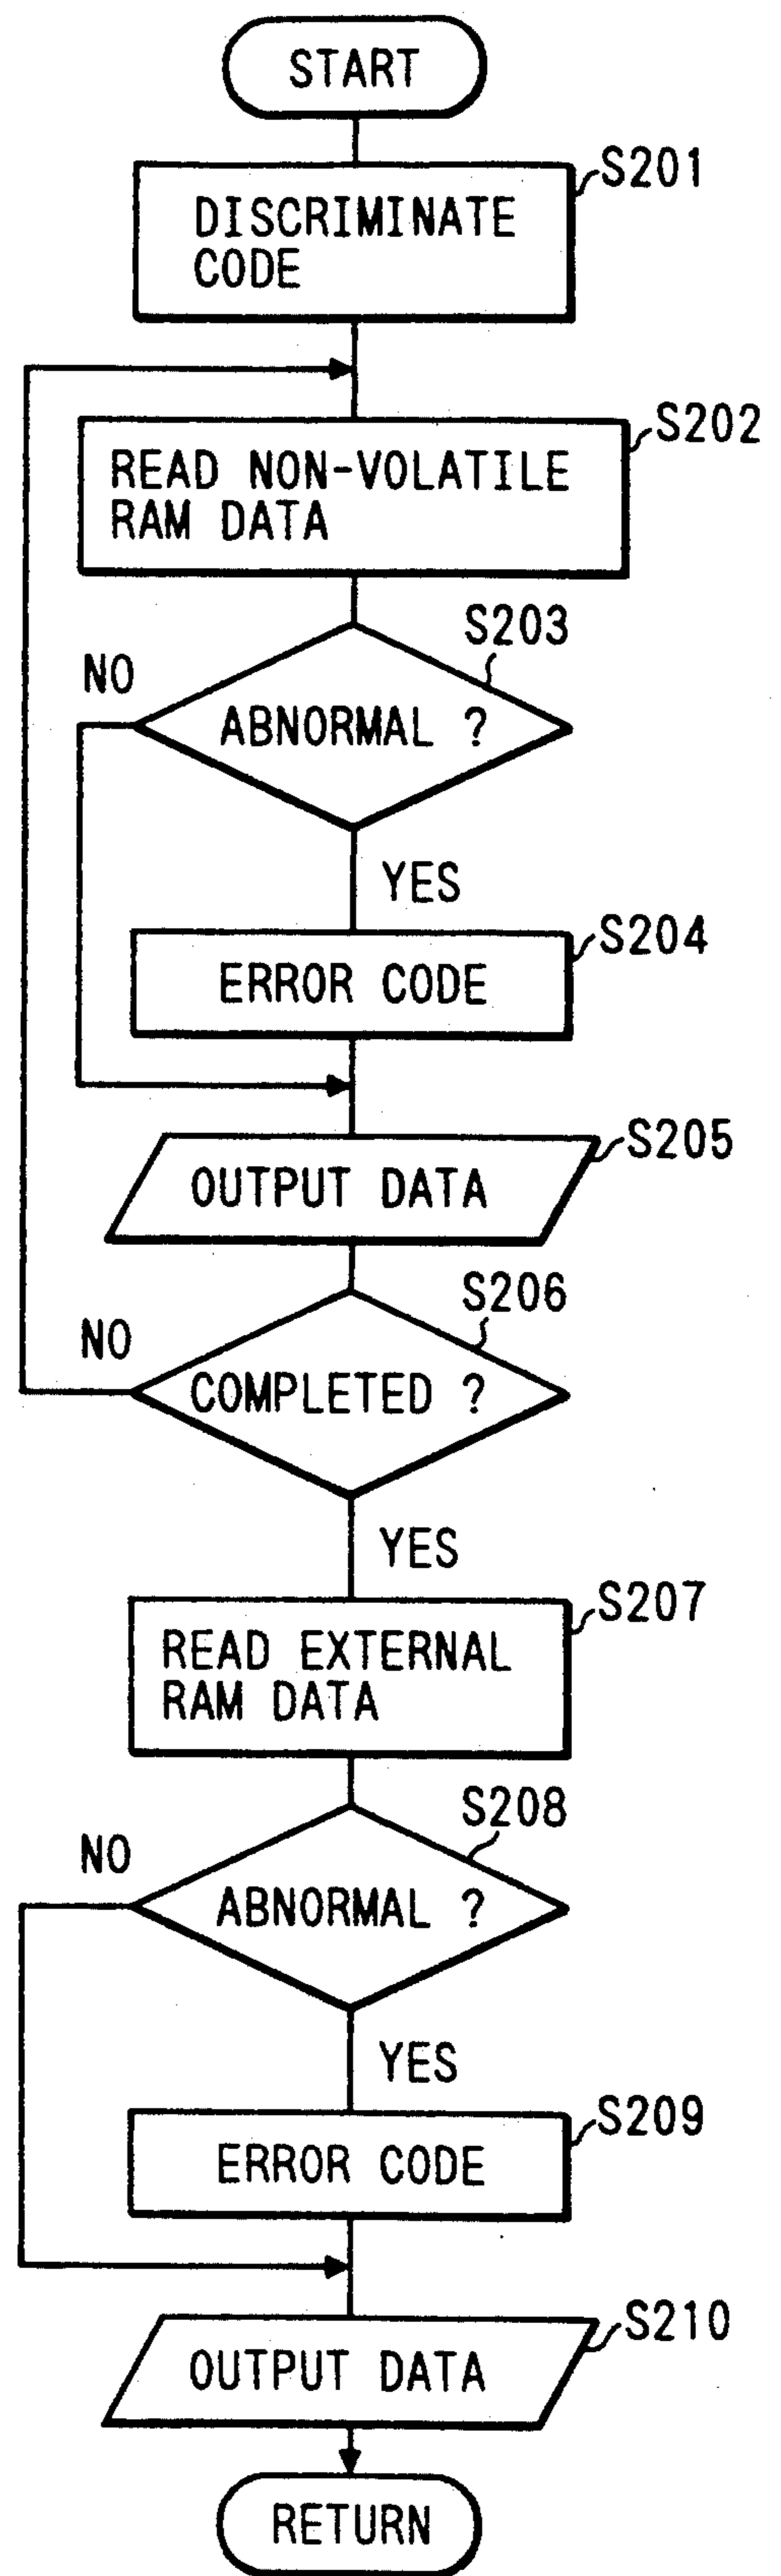 START
S201
DISCRIMINATE
CODE
S202
READ NON-VOLATILE
RAM DATA
S203
NO
ABNORMAL ?
YES
S204
ERROR CODE
S205
OUTPUT DATA
S206
NO
COMPLETED ?
YES
S207
READ EXTERNAL
RAM DATA
S208
NO
ABNORMAL ?
YES
S209
ERROR CODE
S210
OUTPUT DATA
RETURN